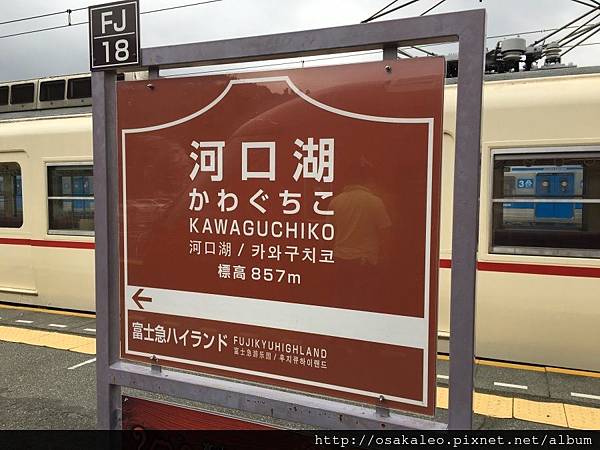 FJ
18
河口湖
かわぐちこ
KAWAGUCHIKO
河口湖 / 카와구치코
標高 857m
←
富士急ハイランド FUJIKYUHIGHLAND
富士急游乐园 / 후지큐하이랜드
http://osakaleo.pixnet.net/album